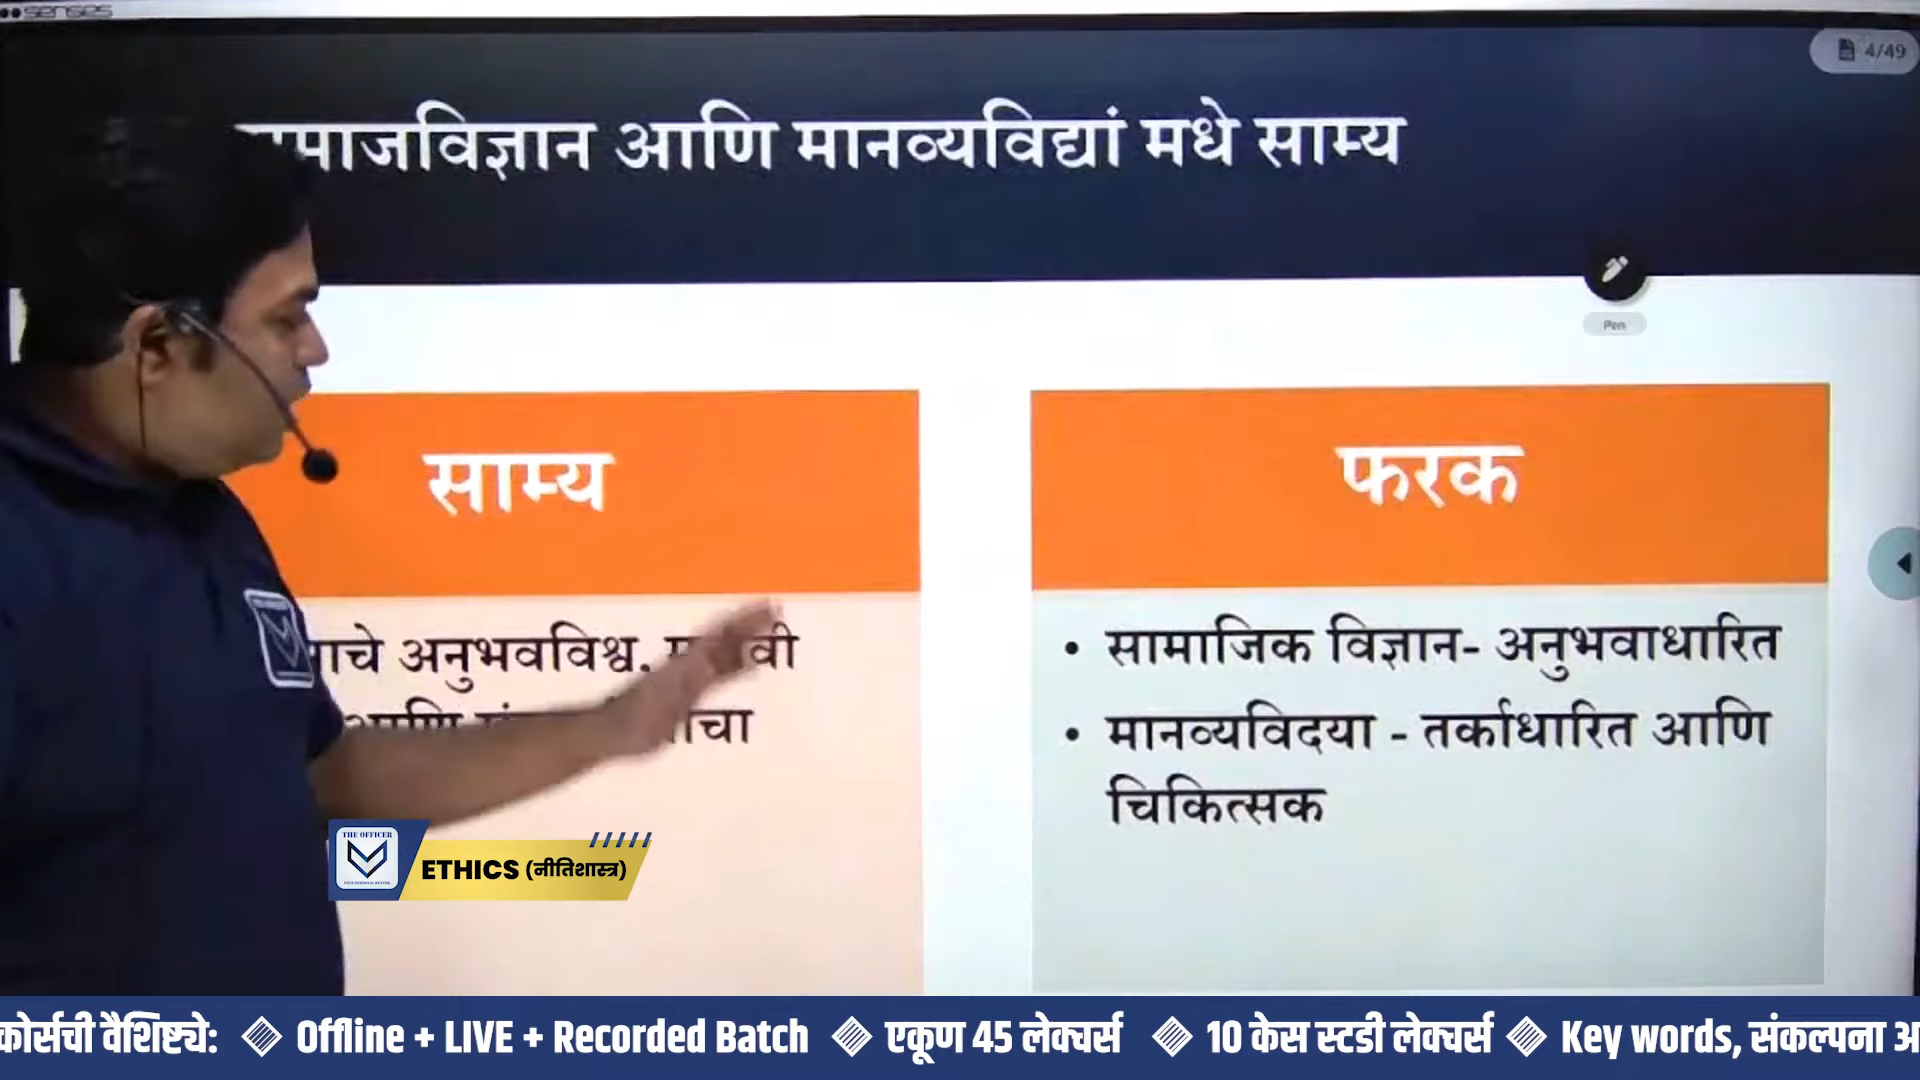 senses
4/49
समाजविज्ञान आणि मानव्यविद्यां मधे साम्य
Pen
साम्य
फरक
अनुभवविश्व.
• सामाजिक विज्ञान- अनुभवाधारित
• मानव्यविदया - तर्काधारित आणि
चिकित्सक
आणि
THE OFFICER
ETHICS (नीतिशास्त्र)
कोर्सची वैशिष्ट्ये: Offline + LIVE + Recorded Batch एकूण 45 लेक्चर्स 10 केस स्टडी लेक्चर्स Key words, संकल्पना